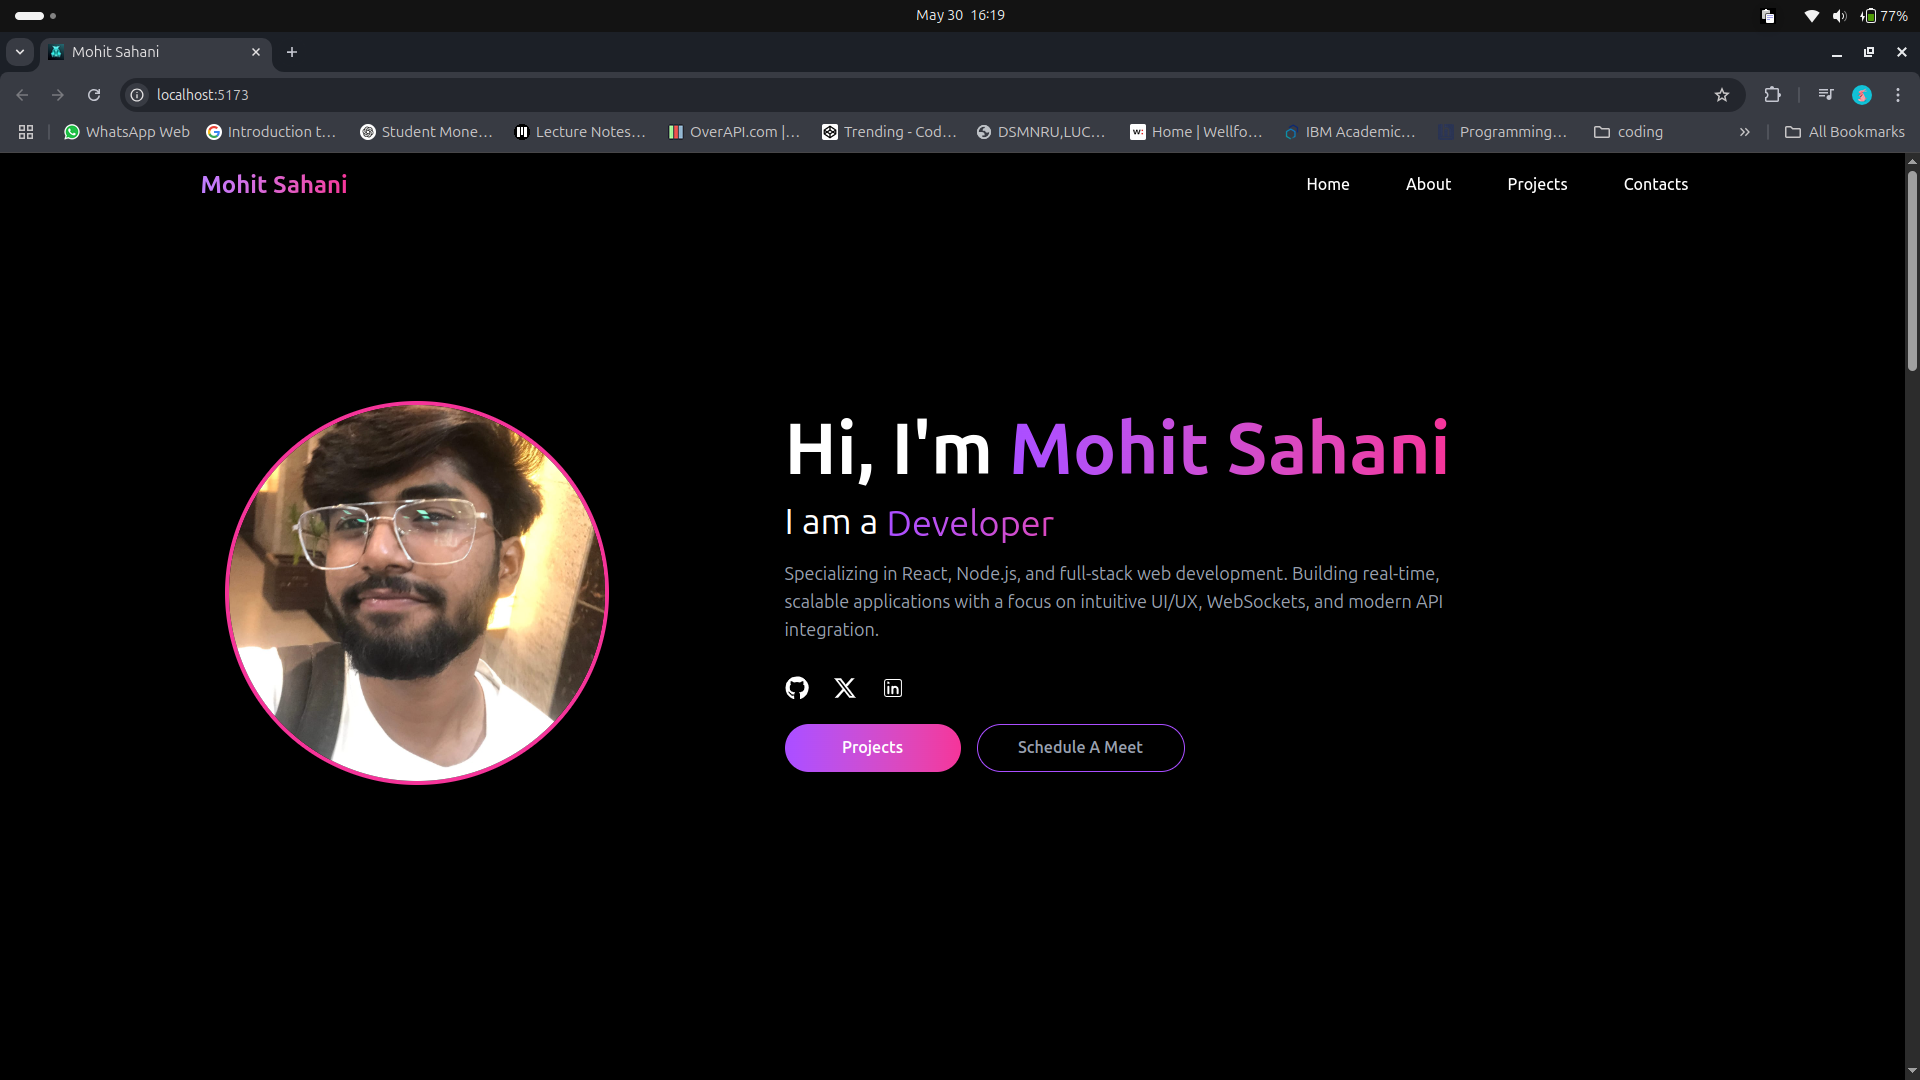 May 30 16:19
77%
Mohit Sahani
localhost:5173
WhatsApp Web
Introduction t...
Student Mone...
Lecture Notes...
OverAPI.com |...
Trending - Cod...
DSMNRU,LUC...
Home | Wellfo...
IBM Academic...
Programming...
coding
All Bookmarks
Mohit Sahani
Home
About
Projects
Contacts
Hi, I'm Mohit Sahani
I am a Developer
Specializing in React, Node.js, and full-stack web development. Building real-time,
scalable applications with a focus on intuitive UI/UX, WebSockets, and modern API
integration.
Projects
Schedule A Meet